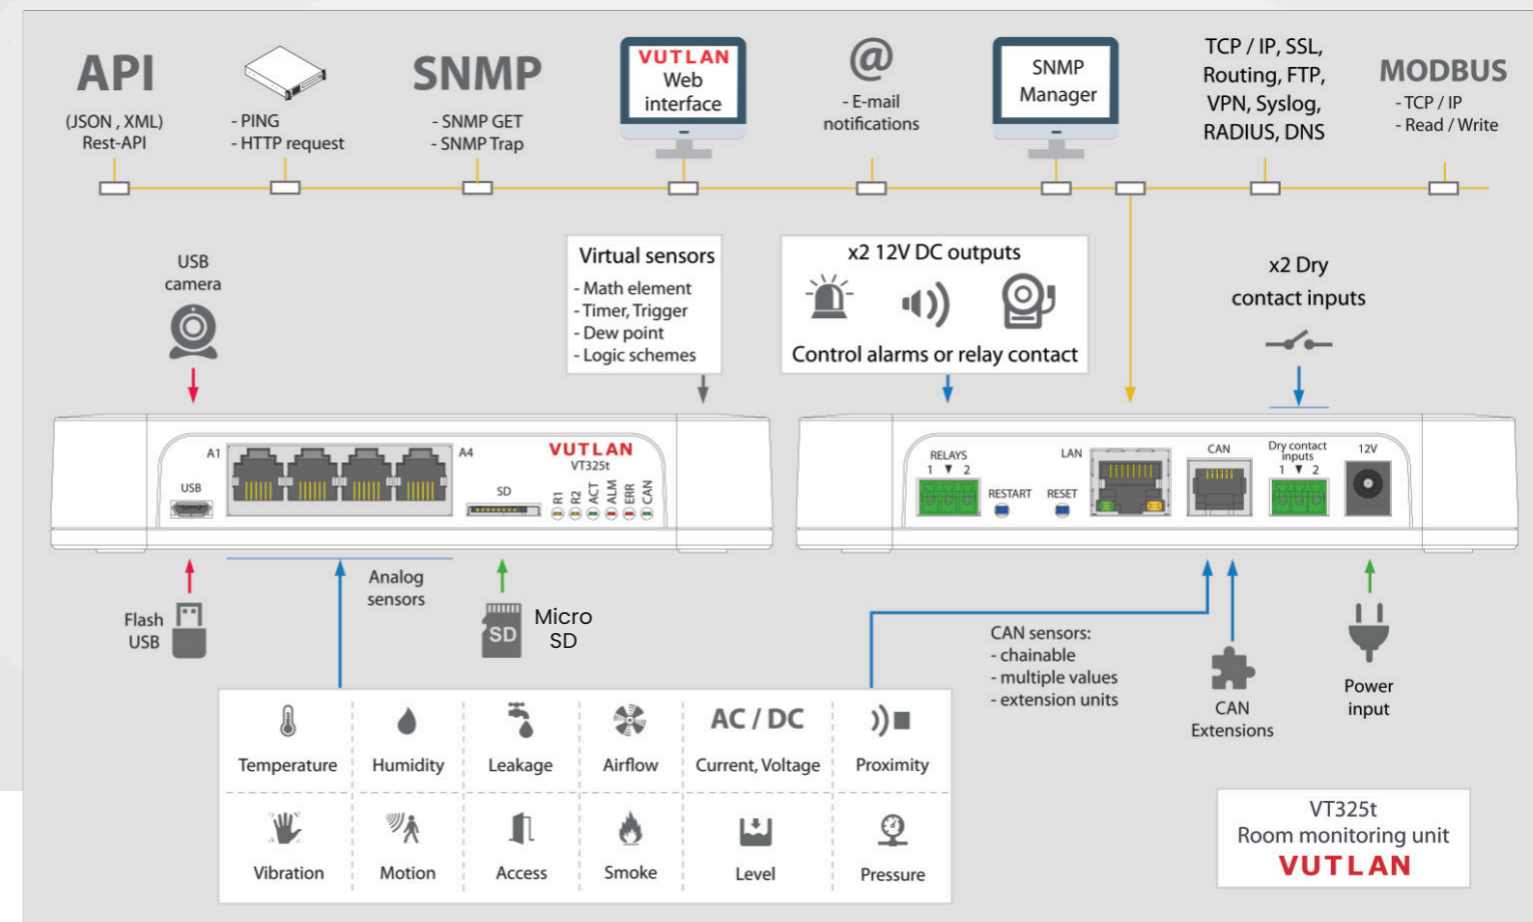 API
(JSON , XML)
Rest-API
- PING
- HTTP request
SNMP
- SNMP GET
- SNMP Trap
VUTLAN
Web
interface
@
- E-mail
notifications
SNMP
Manager
TCP / IP, SSL,
Routing, FTP,
VPN, Syslog,
RADIUS, DNS
MODBUS
- TCP / IP
- Read / Write
USB
camera
Virtual sensors
- Math element
- Timer, Trigger
- Dew point
- Logic schemes
x2 12V DC outputs
Control alarms or relay contact
x2 Dry
contact inputs
A1
A4
USB
SD
VUTLAN
VT325t
R1
R2
ACT
ALM
ERR
CAN
RELAYS
1 ▼ 2
RESTART
RESET
LAN
CAN
Dry contact
inputs
1 ▼ 2
12V
Flash
USB
Analog
sensors
SD
Micro
SD
CAN sensors:
- chainable
- multiple values
- extension units
CAN
Extensions
Power
input
Temperature
Humidity
Leakage
Airflow
AC / DC
Current, Voltage
Proximity
Vibration
Motion
Access
Smoke
Level
Pressure
VT325t
Room monitoring unit
VUTLAN